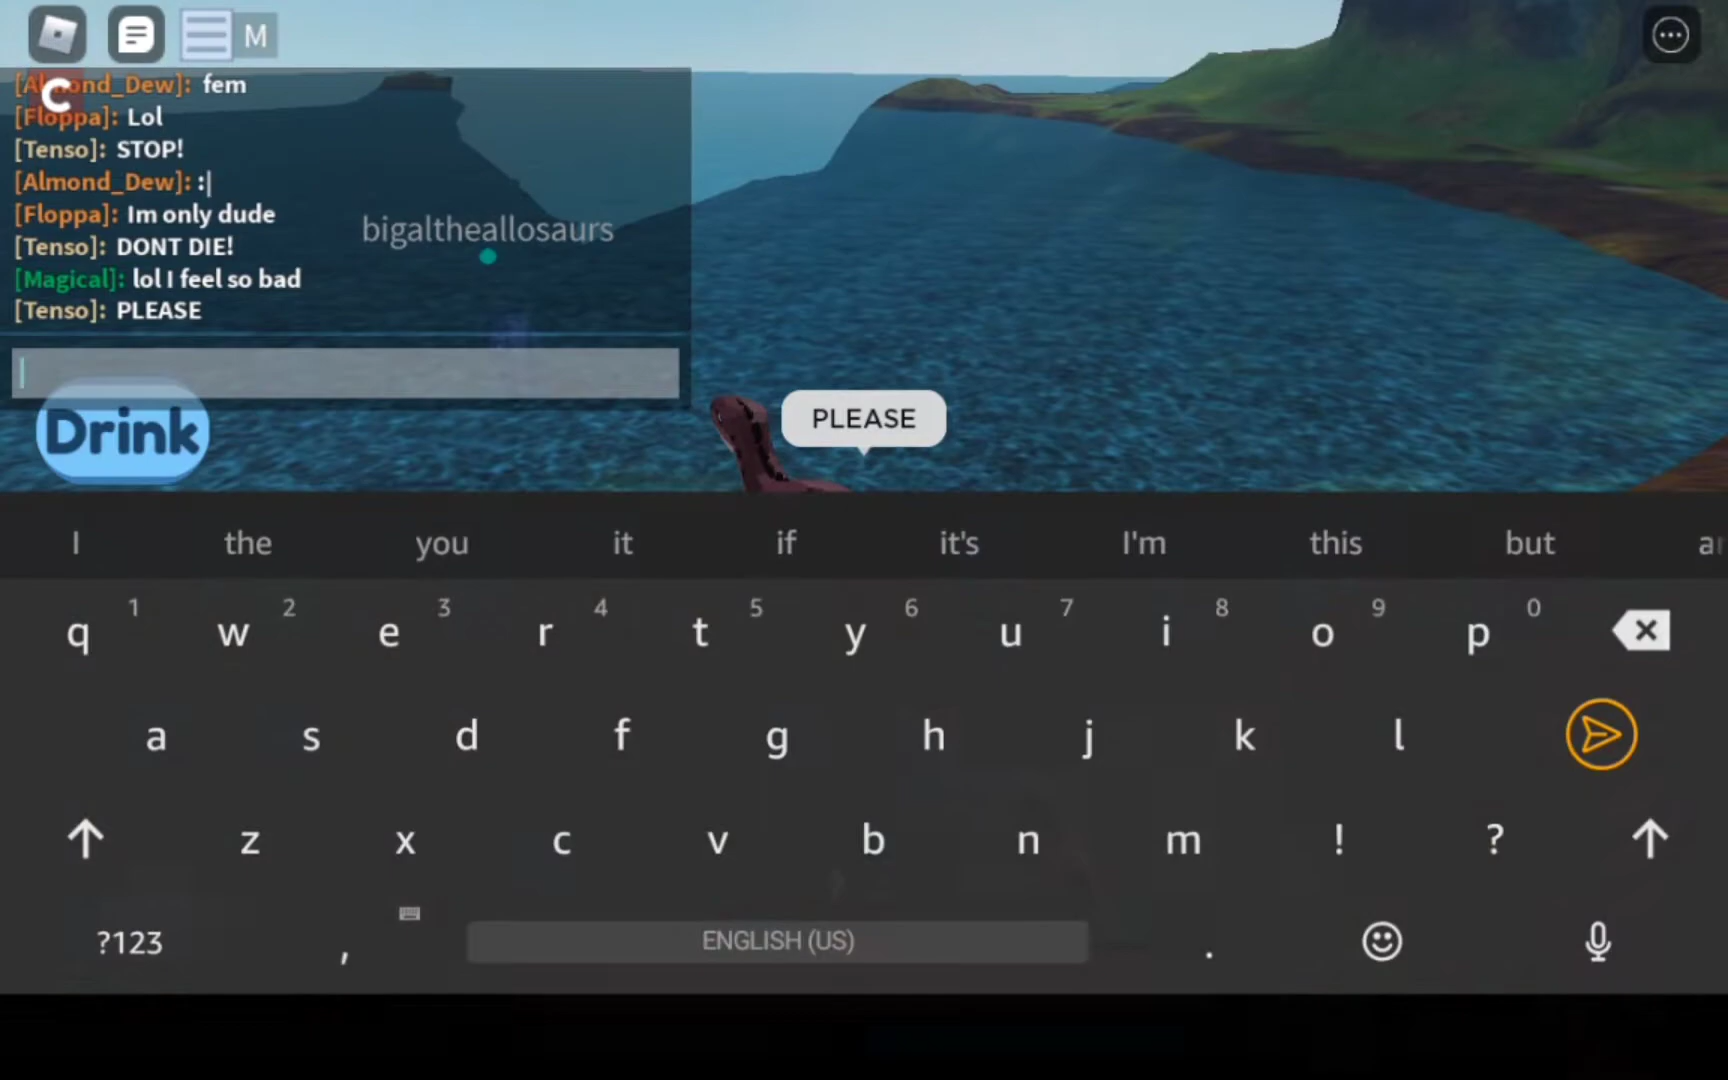 M
C
[Almond_Dew]: fem
[Floppa]: Lol
[Tenso]: STOP!
[Almond_Dew]: :|
[Floppa]: Im only dude
[Tenso]: DONT DIE!
[Magical]: lol I feel so bad
[Tenso]: PLEASE
bigaltheallosaurs
Drink
PLEASE
I the you it if it's I'm this but
1 2 3 4 5 6 7 8 9 0
q w e r t y u i o p
a s d f g h j k l
z x c v b n m ! ?
?123 , ENGLISH (US) .